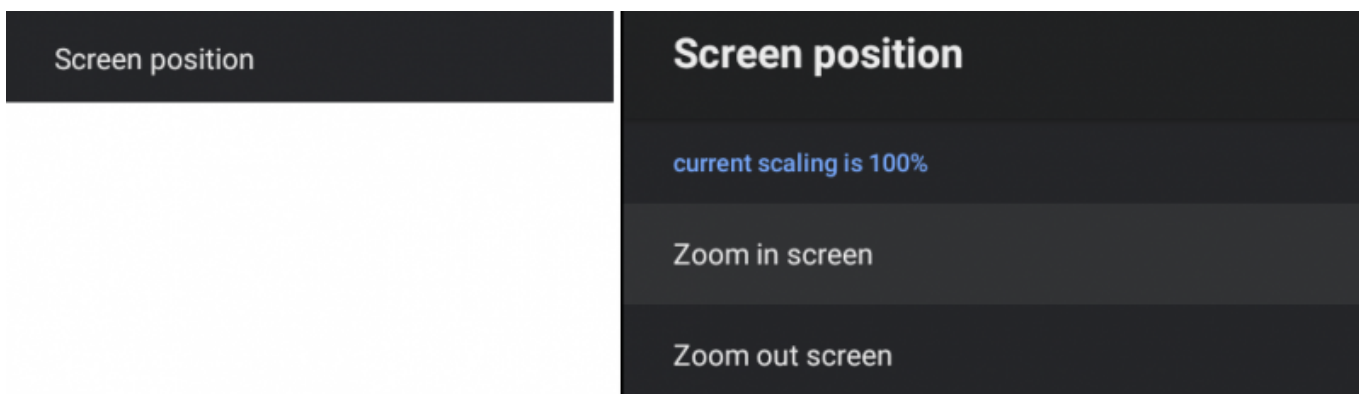 Screen position
Screen position
current scaling is 100%
Zoom in screen
Zoom out screen